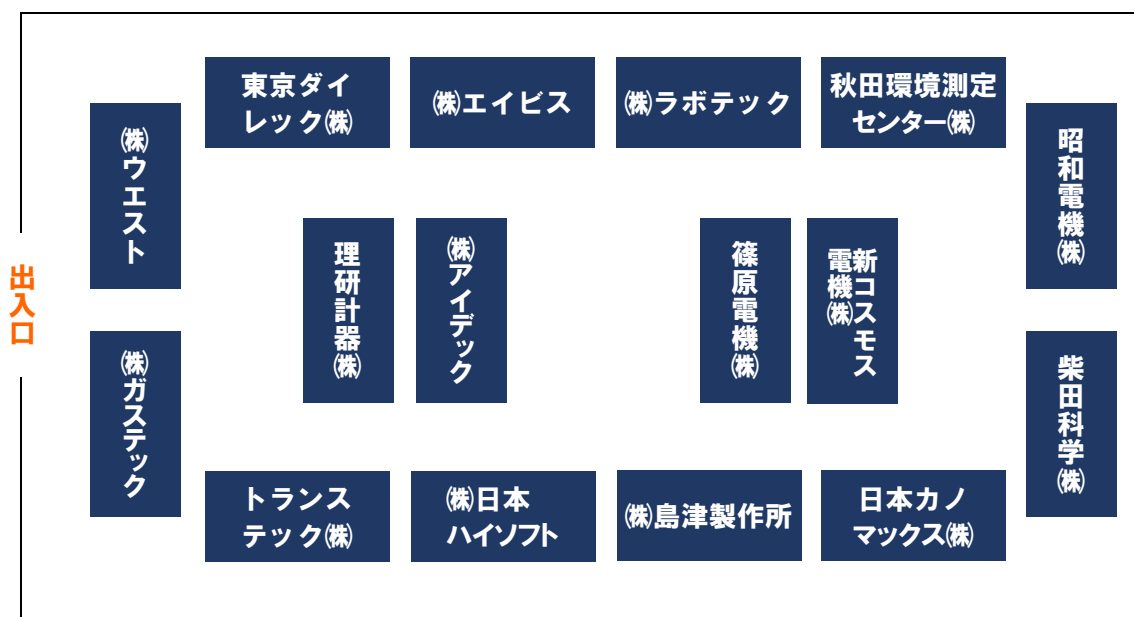 東京ダイ
レック㈱
㈱エイビス
㈱ラボテック
秋田環境測定
センター㈱
㈱ウエスト
昭和電機㈱
出入口
理研計器㈱
㈱アイデック
篠原電機㈱
新コスモス
電機㈱
㈱ガステック
柴田科学㈱
トランス
テック㈱
㈱日本
ハイソフト
㈱島津製作所
日本カノ
マックス㈱